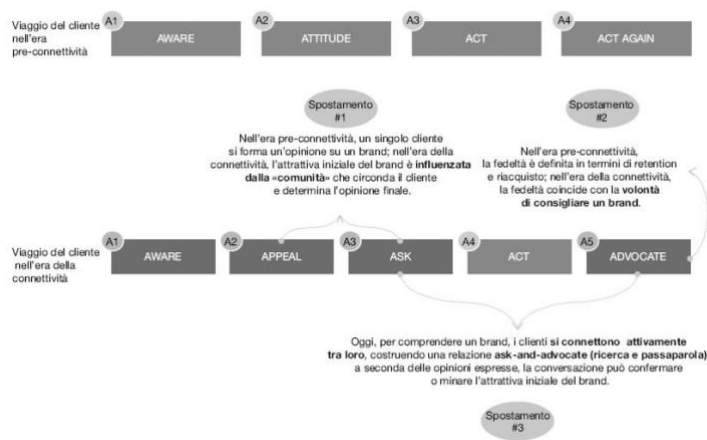 Viaggio del cliente
nell'era
pre-connettività
A1
AWARE
A2
ATTITUDE
A3
ACT
A4
ACT AGAIN
Spostamento
#1
Nell'era pre-connettività, un singolo cliente
si forma un'opinione su un brand; nell'era della
connettività, l'attrattiva iniziale del brand è influenzata
dalla «comunità» che circonda il cliente
e determina l'opinione finale.
Spostamento
#2
Nell'era pre-connettività,
la fedeltà è definita in termini di retention
e riacquisto; nell'era della connettività,
la fedeltà coincide con la volontà
di consigliare un brand.
Viaggio del cliente
nell'era della
connettività
A1
AWARE
A2
APPEAL
A3
ASK
A4
ACT
A5
ADVOCATE
Oggi, per comprendere un brand, i clienti si connettono attivamente
tra loro, costruendo una relazione ask-and-advocate (ricerca e passaparola)
a seconda delle opinioni espresse, la conversazione può confermare
o minare l'attrattiva iniziale del brand.
Spostamento
#3